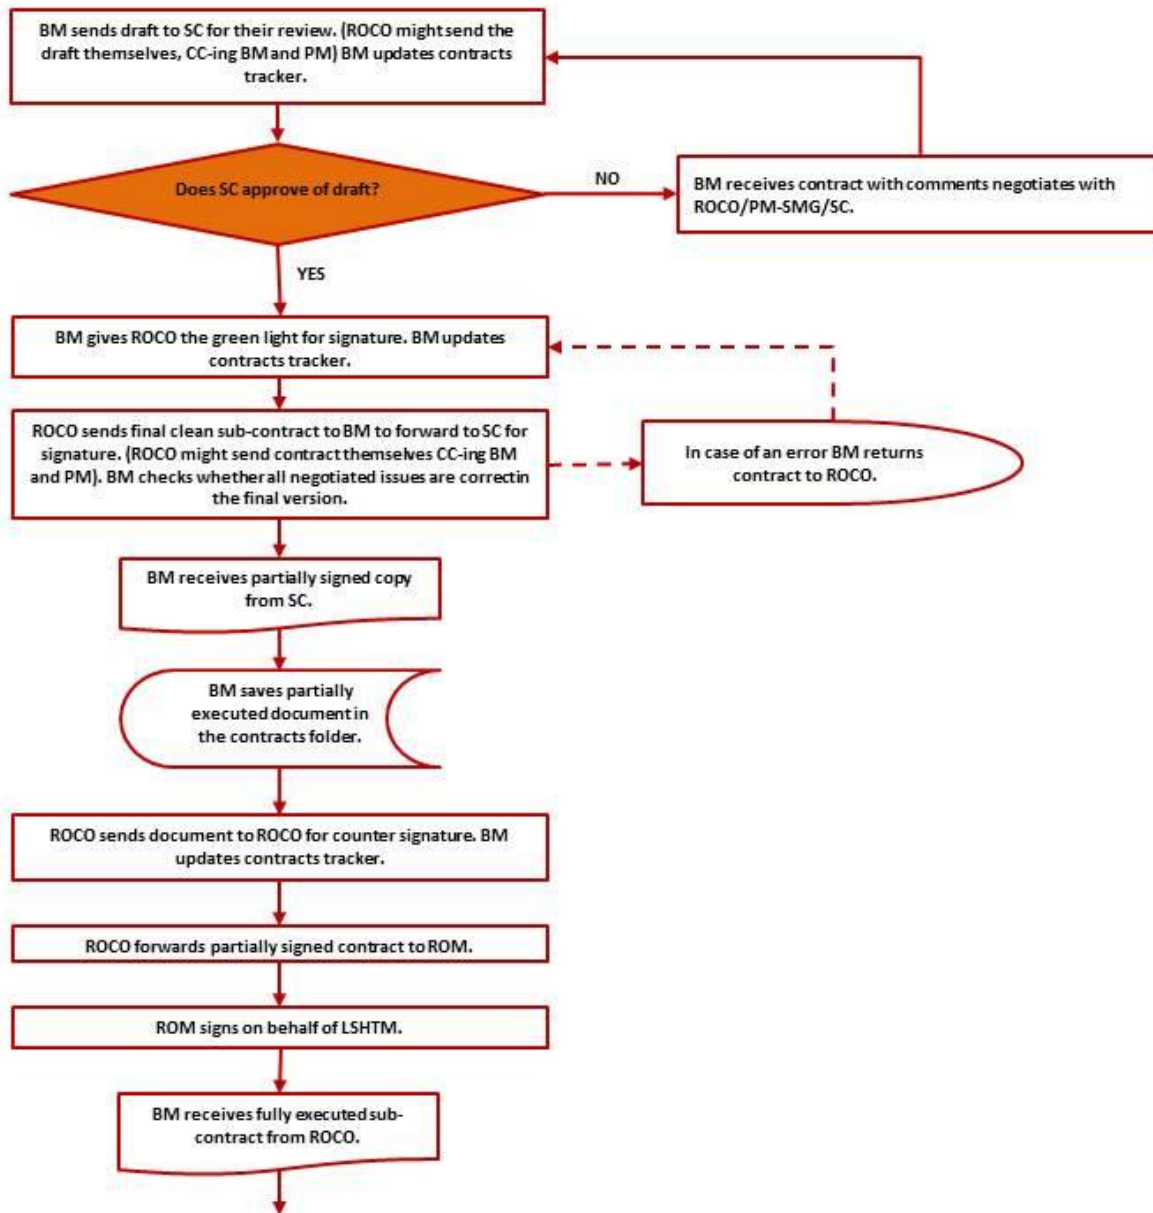 BM sends draft to SC for their review. (ROCO might send the
draft themselves, CC-ing BM and PM) BM updates contracts
tracker.
Does SC approve of draft?
NO
BM receives contract with comments negotiates with
ROCO/PM-SMG/SC.
YES
BM gives ROCO the green light for signature. BM updates
contracts tracker.
ROCO sends final clean sub-contract to BM to forward to SC for
signature. (ROCO might send contract themselves CC-ing BM
and PM). BM checks whether all negotiated issues are correctin
the final version.
In case of an error BM returns
contract to ROCO.
BM receives partially signed copy
from SC.
BM saves partially
executed document in
the contracts folder.
ROCO sends document to ROCO for counter signature. BM
updates contracts tracker.
ROCO forwards partially signed contract to ROM.
ROM signs on behalf of LSHTM.
BM receives fully executed sub-
contract from ROCO.